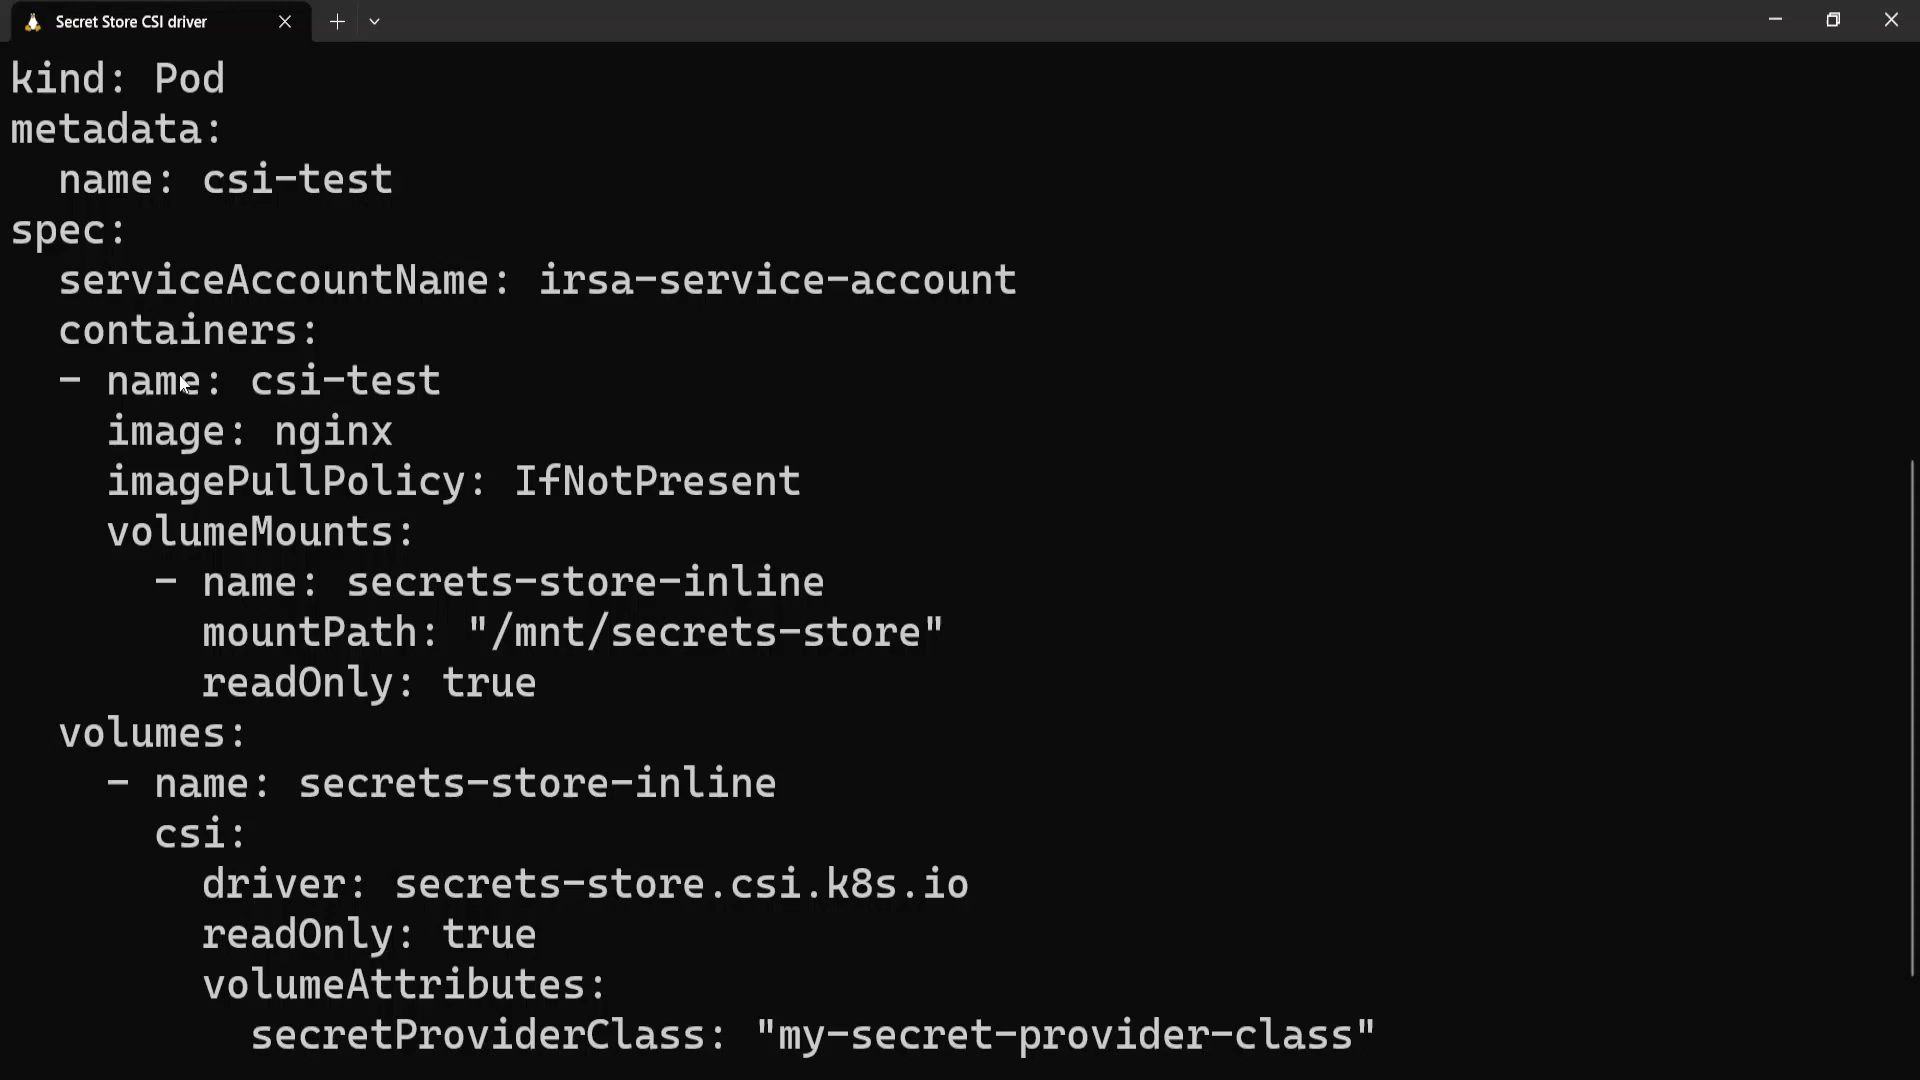 Secret Store CSI driver
kind: Pod
metadata:
  name: csi-test
spec:
  serviceAccountName: irsa-service-account
  containers:
  - name: csi-test
    image: nginx
    imagePullPolicy: IfNotPresent
    volumeMounts:
      - name: secrets-store-inline
        mountPath: "/mnt/secrets-store"
        readOnly: true
  volumes:
    - name: secrets-store-inline
      csi:
        driver: secrets-store.csi.k8s.io
        readOnly: true
        volumeAttributes:
          secretProviderClass: "my-secret-provider-class"